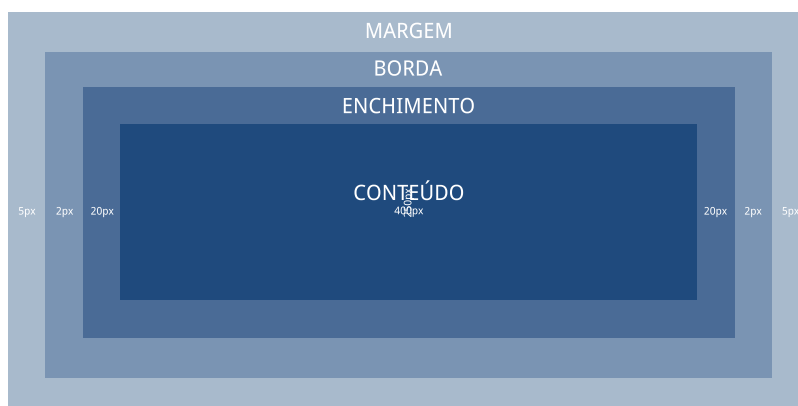 MARGEM
BORDA
ENCHIMENTO
CONTEÚDO
5px 2px 20px 400px 20px 2px 5px